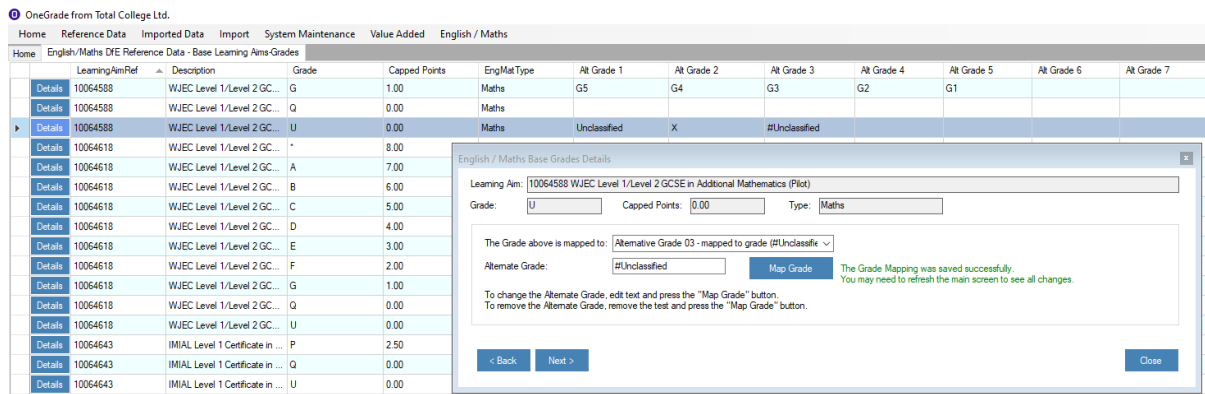 OneGrade from Total College Ltd.
Home Reference Data Imported Data Import System Maintenance Value Added English / Maths
Home English/Maths DfE Reference Data - Base Learning Aims-Grades
LearningAimRef Description Grade Capped Points EngMatType Alt Grade 1 Alt Grade 2 Alt Grade 3 Alt Grade 4 Alt Grade 5 Alt Grade 6 Alt Grade 7
Details 10064588 WJEC Level 1/Level 2 GC... G 1.00 Maths G5 G4 G3 G2 G1
Details 10064588 WJEC Level 1/Level 2 GC... Q 0.00 Maths
Details 10064588 WJEC Level 1/Level 2 GC... U 0.00 Maths Unclassified X #Unclassified
Details 10064618 WJEC Level 1/Level 2 GC... * 8.00
Details 10064618 WJEC Level 1/Level 2 GC... A 7.00
Details 10064618 WJEC Level 1/Level 2 GC... B 6.00
Details 10064618 WJEC Level 1/Level 2 GC... C 5.00
Details 10064618 WJEC Level 1/Level 2 GC... D 4.00
Details 10064618 WJEC Level 1/Level 2 GC... E 3.00
Details 10064618 WJEC Level 1/Level 2 GC... F 2.00
Details 10064618 WJEC Level 1/Level 2 GC... G 1.00
Details 10064618 WJEC Level 1/Level 2 GC... Q 0.00
Details 10064618 WJEC Level 1/Level 2 GC... U 0.00
Details 10064643 IMIAL Level 1 Certificate in ... P 2.50
Details 10064643 IMIAL Level 1 Certificate in ... Q 0.00
Details 10064643 IMIAL Level 1 Certificate in ... U 0.00
English / Maths Base Grades Details x
Learning Aim: 10064588 WJEC Level 1/Level 2 GCSE in Additional Mathematics (Pilot)
Grade: U Capped Points: 0.00 Type: Maths
The Grade above is mapped to: Alternative Grade 03 - mapped to grade (#Unclassifie
Alternate Grade: #Unclassified Map Grade
The Grade Mapping was saved successfully.
You may need to refresh the main screen to see all changes.
To change the Alternate Grade, edit text and press the "Map Grade" button.
To remove the Alternate Grade, remove the test and press the "Map Grade" button.
< Back Next > Close